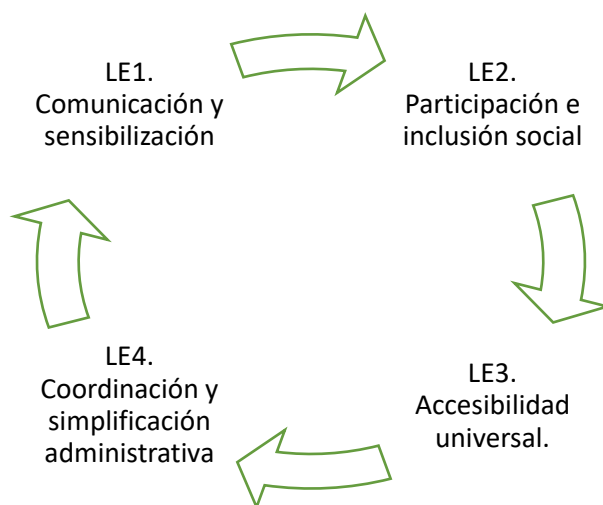 LE1.
Comunicación y
sensibilización
LE2.
Participación e
inclusión social
LE3.
Accesibilidad
universal.
LE4.
Coordinación y
simplificación
administrativa